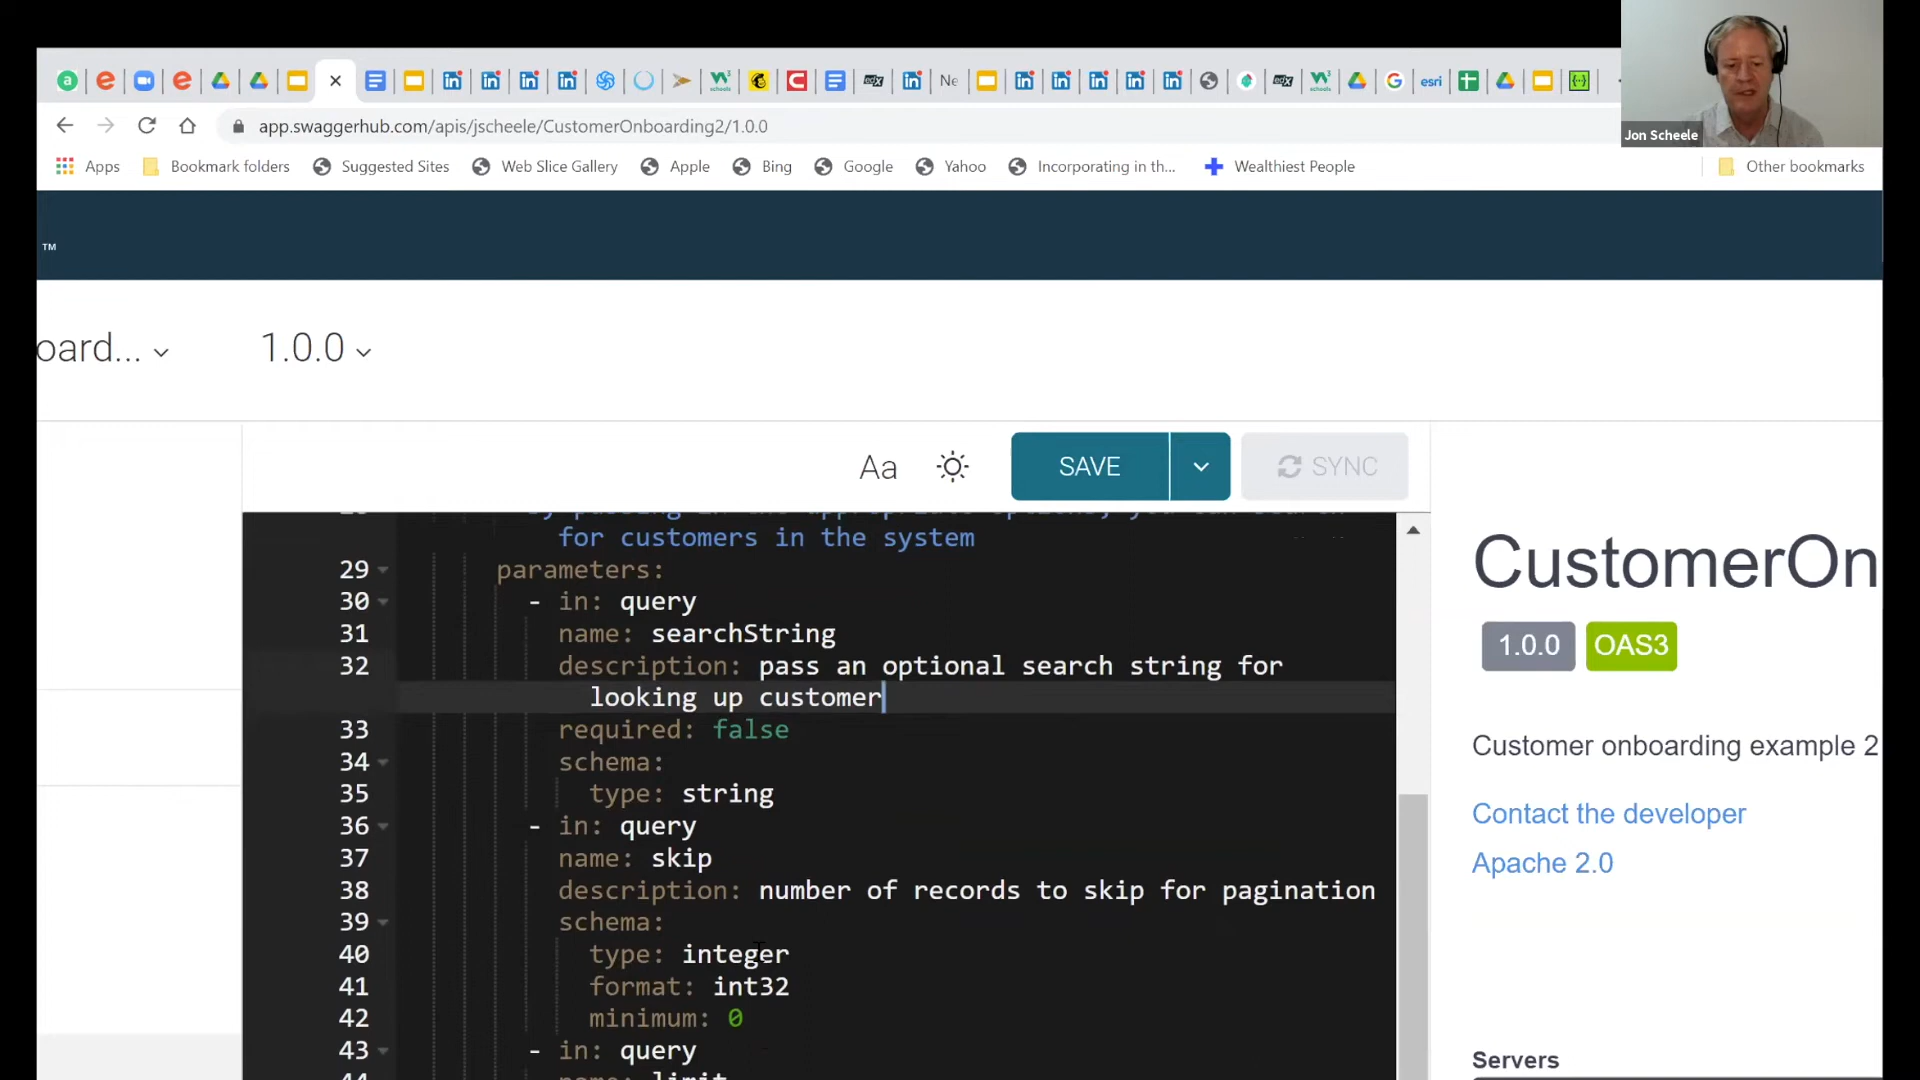 Ne
esri
app.swaggerhub.com/apis/jscheele/CustomerOnboarding2/1.0.0
Jon Scheele
Apps
Bookmark folders
Suggested Sites
Web Slice Gallery
Apple
Bing
Google
Yahoo
Incorporating in th...
Wealthiest People
Other bookmarks
TM
oard...
1.0.0
Aa
SAVE
SYNC
for customers in the system
29 parameters:
30 - in: query
31 name: searchString
32 description: pass an optional search string for
looking up customer
33 required: false
34 schema:
35 type: string
36 - in: query
37 name: skip
38 description: number of records to skip for pagination
39 schema:
40 type: integer
41 format: int32
42 minimum: 0
43 - in: query
44 name: limit
CustomerOn
1.0.0
OAS3
Customer onboarding example 2
Contact the developer
Apache 2.0
Servers